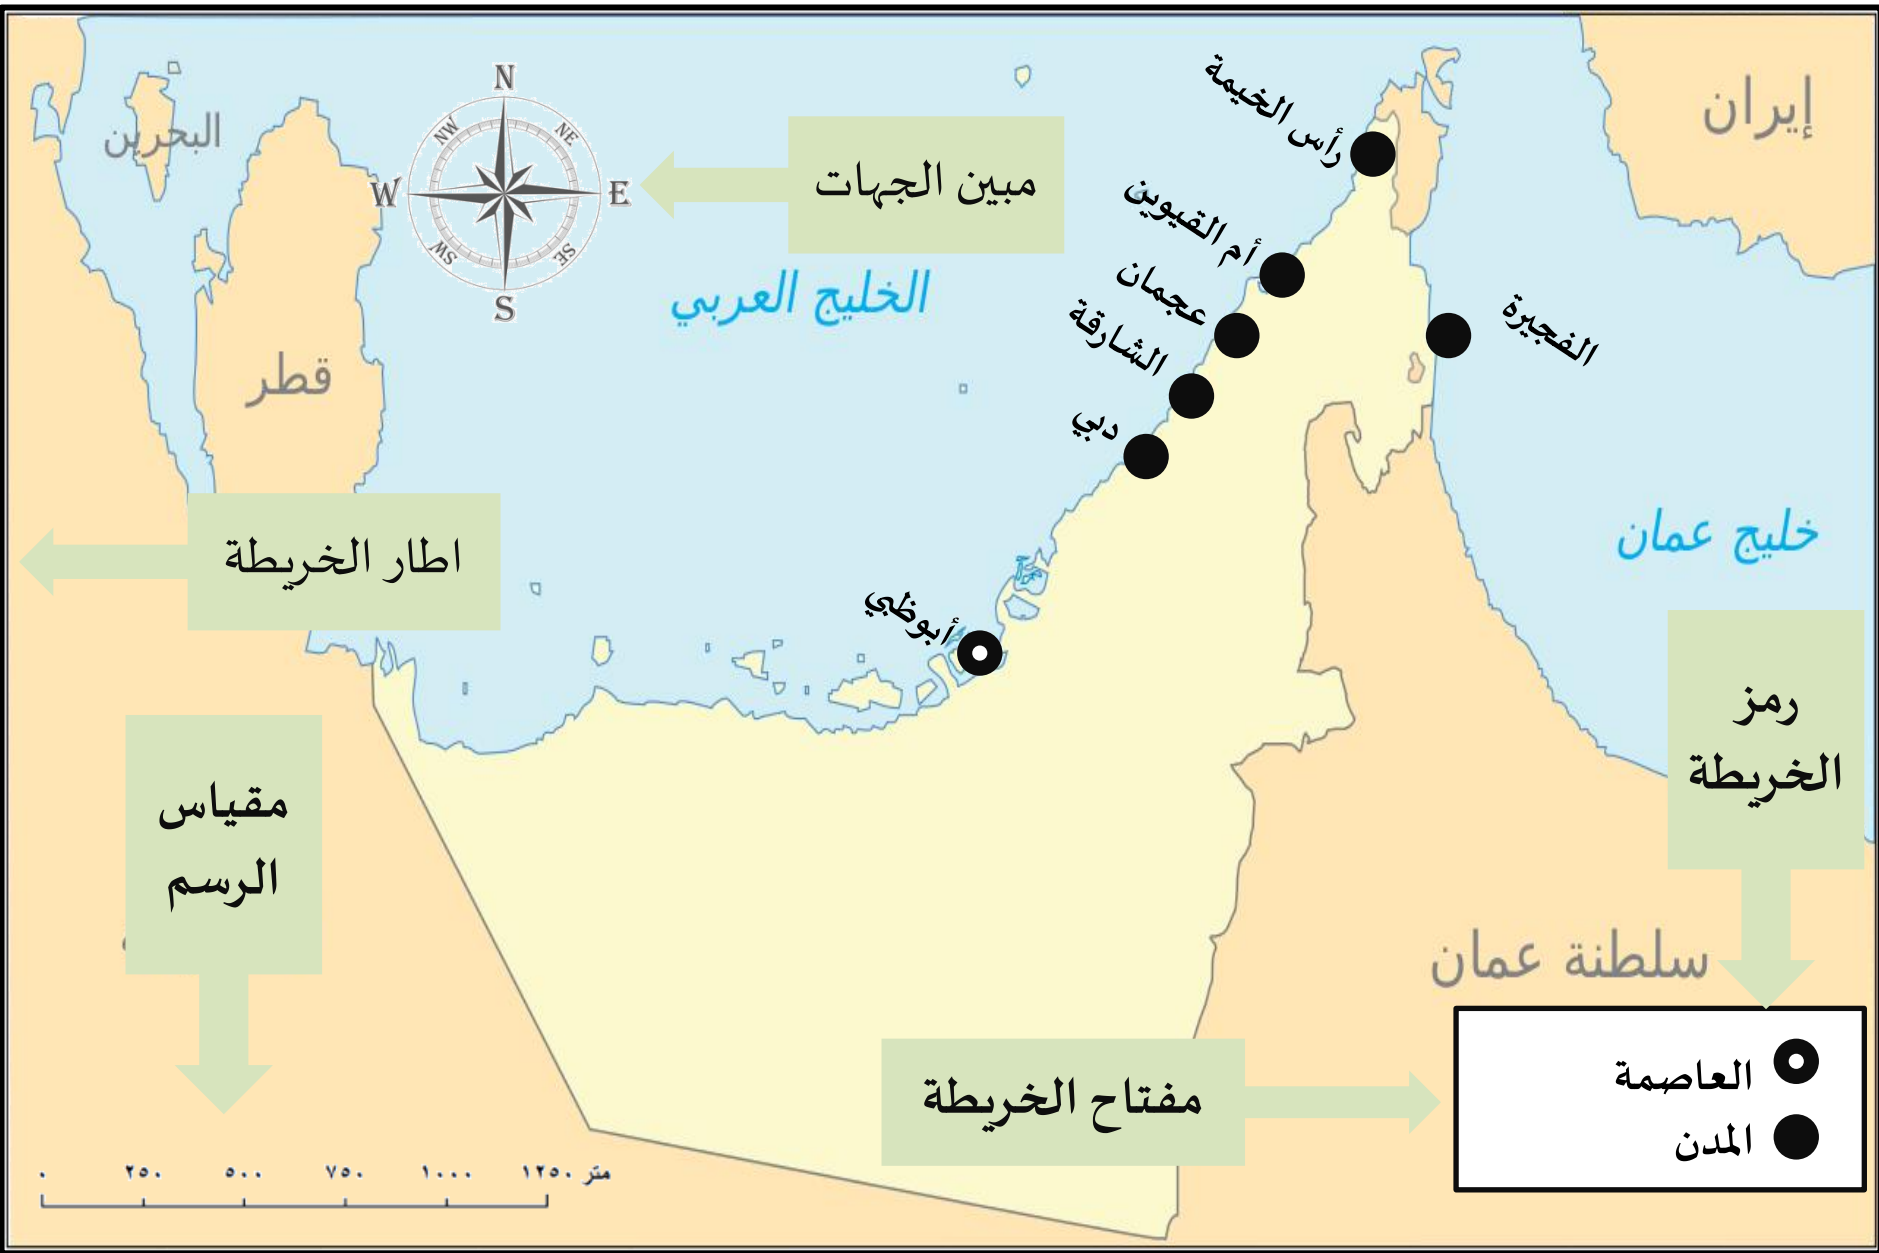 N
NW
NE
W
E
SW
SE
S
مبين الجهات
البحرين
إيران
رأس الخيمة
أم القيوين
عجمان
الشارقة
دبي
الفجيرة
الخليج العربي
قطر
خليج عمان
اطار الخريطة
أبوظبي
رمز
الخريطة
مقياس
الرسم
سلطنة عمان
مفتاح الخريطة
العاصمة
المدن
٠ ٢٥٠ ٥٠٠ ٧٥٠ ١٠٠٠ ١٢٥٠ متر